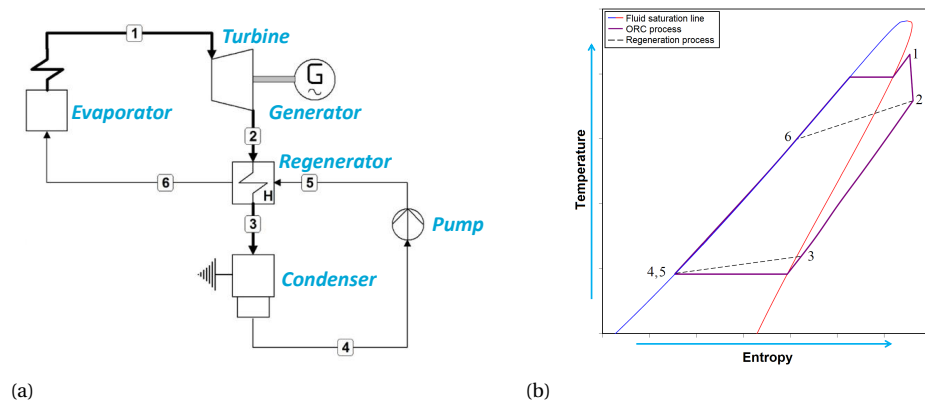 1
Turbine
G
~
Evaporator
Generator
2
Regenerator
6
5
H
3
Pump
Condenser
4
(a)
Fluid saturation line
ORC process
Regeneration process
1
2
6
3
4,5
Temperature
Entropy
(b)